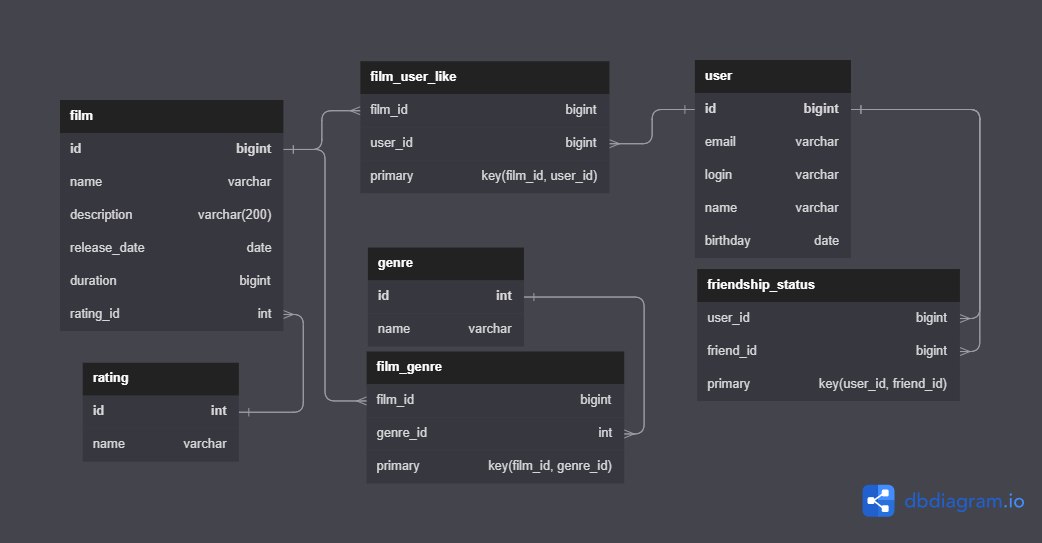 film
id bigint
name varchar
description varchar(200)
release_date date
duration bigint
rating_id int
rating
id int
name varchar
film_user_like
film_id bigint
user_id bigint
primary key(film_id, user_id)
genre
id int
name varchar
film_genre
film_id bigint
genre_id int
primary key(film_id, genre_id)
user
id bigint
email varchar
login varchar
name varchar
birthday date
friendship_status
user_id bigint
friend_id bigint
primary key(user_id, friend_id)
dbdiagram.io